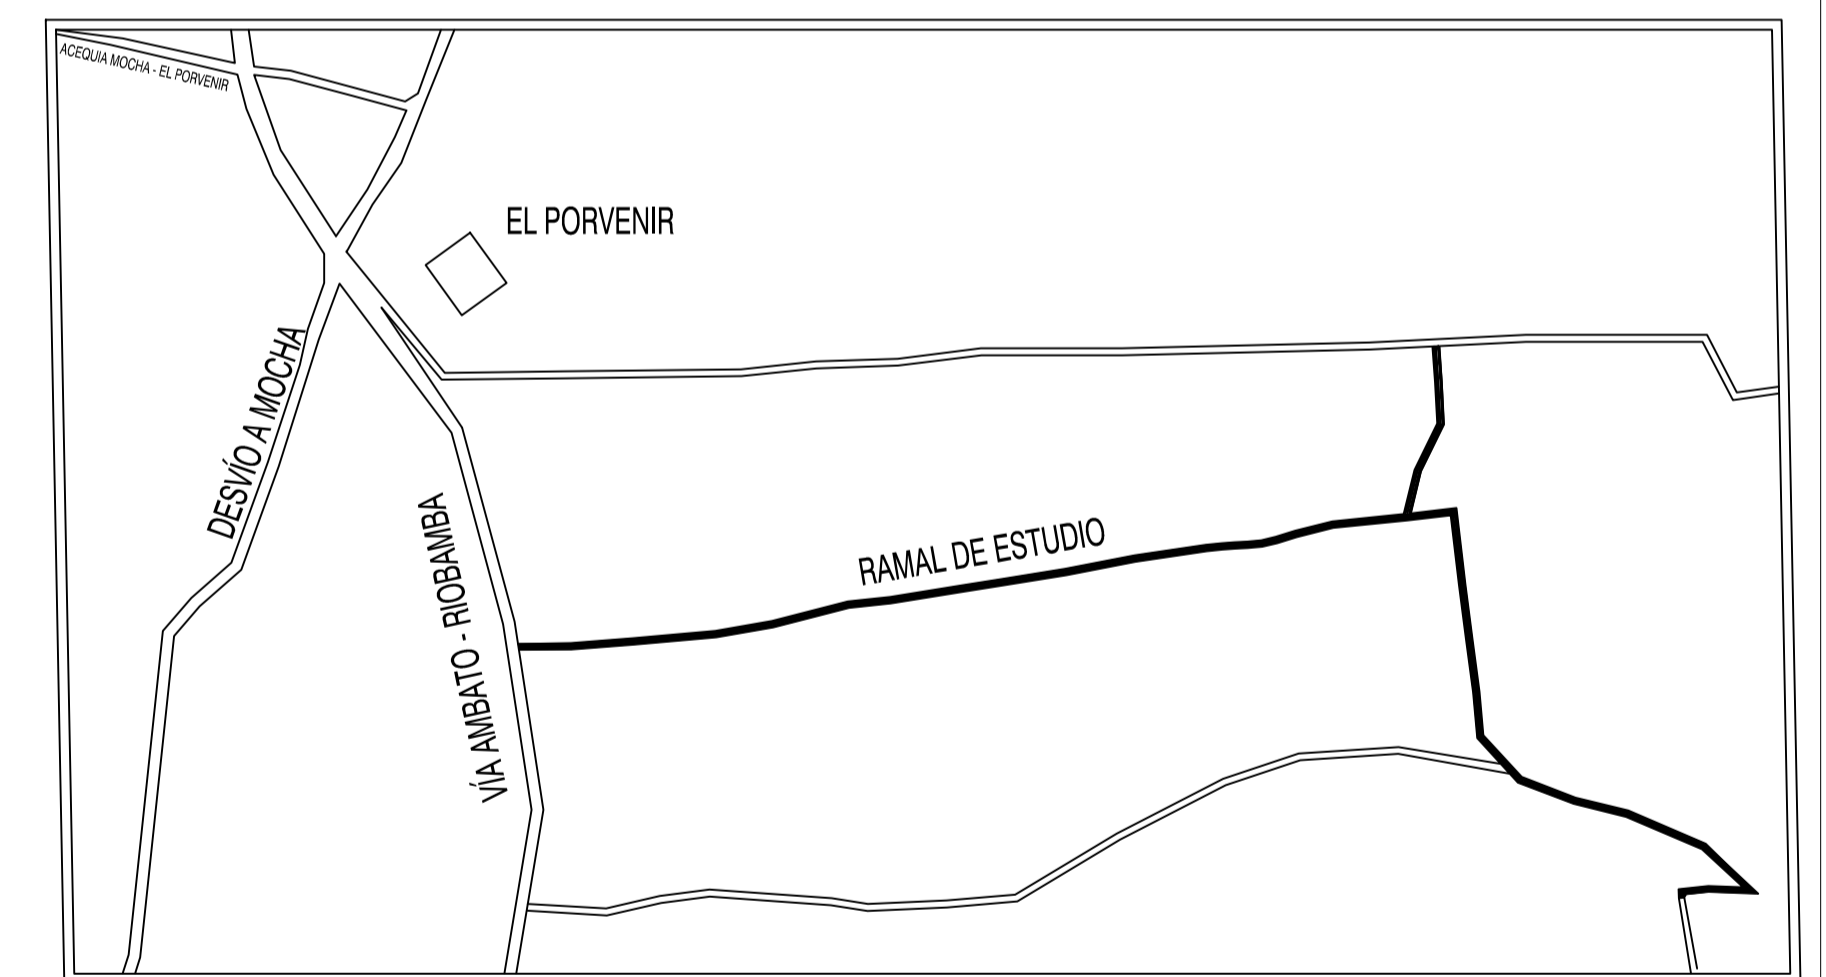 ACEQUIA MOCHA - EL PORVENIR
EL PORVENIR
DESVÍO A MOCHA
VÍA AMBATO - RIOBAMBA
RAMAL DE ESTUDIO